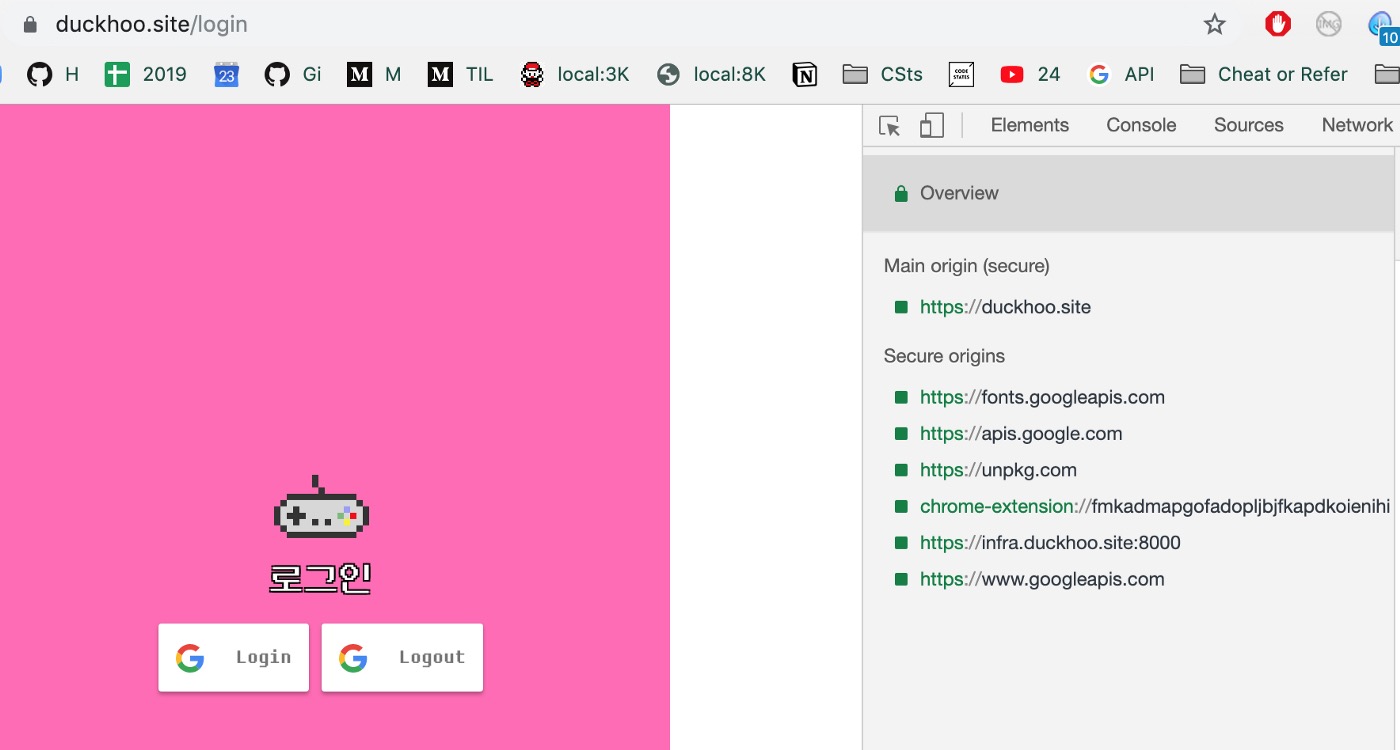 duckhoo.site/login
10
H 2019 23 Gi M M M TIL local:3K local:8K N CSts CODE STATES 24 API Cheat or Refer
Elements Console Sources Network
Overview
Main origin (secure)
https://duckhoo.site
Secure origins
https://fonts.googleapis.com
https://apis.google.com
https://unpkg.com
chrome-extension://fmkadmapgofadopljbjfkapdkoienihi
https://infra.duckhoo.site:8000
https://www.googleapis.com
로그인
Login Logout